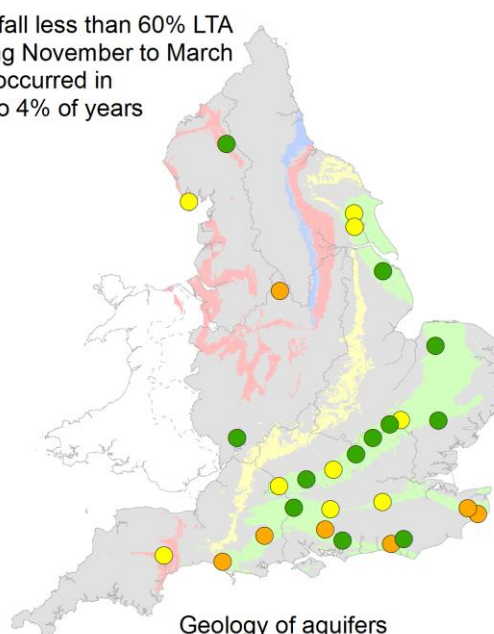 fall less than 60% LTA
g November to March
occurred in
o 4% of years
Geology of aquifers